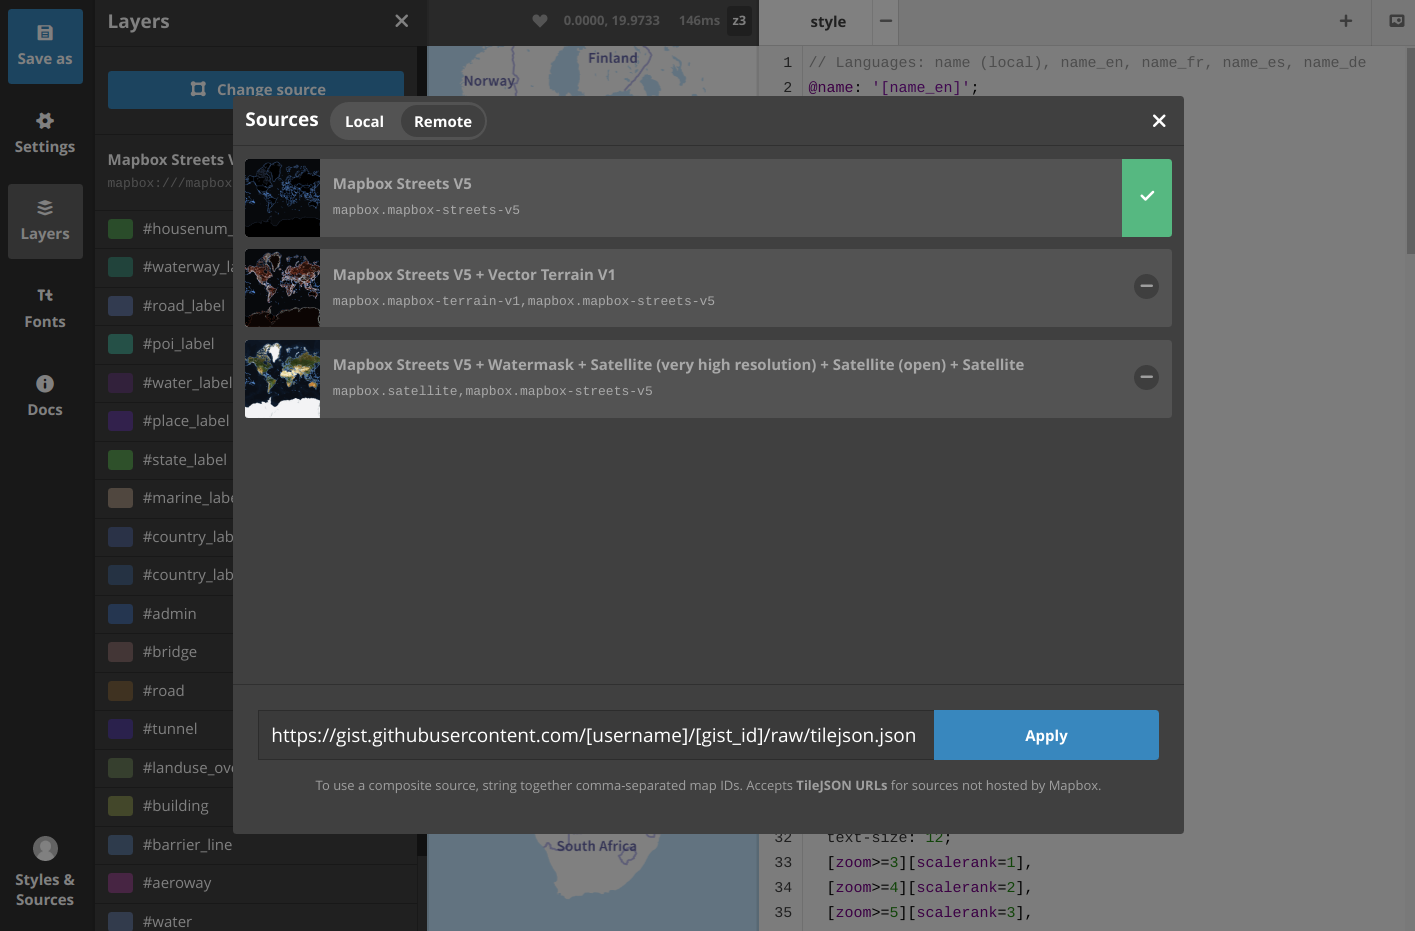 Save as
Settings
Layers
Fonts
Docs
Styles &
Sources
Layers
Change source
Mapbox Streets V
mapbox:///mapbox
#housenum_
#waterway_la
#road_label
#poi_label
#water_label
#place_label
#state_label
#marine_labe
#country_lab
#country_lab
#admin
#bridge
#road
#tunnel
#landuse_ove
#building
#barrier_line
#aeroway
#water
0.0000, 19.9733 146ms z3
Finland
Norway
South Africa
style
1 // Languages: name (local), name_en, name_fr, name_es, name_de
2 @name: '[name_en]';
Sources Local Remote
Mapbox Streets V5
mapbox.mapbox-streets-v5
Mapbox Streets V5 + Vector Terrain V1
mapbox.mapbox-terrain-v1,mapbox.mapbox-streets-v5
Mapbox Streets V5 + Watermask + Satellite (very high resolution) + Satellite (open) + Satellite
mapbox.satellite,mapbox.mapbox-streets-v5
https://gist.githubusercontent.com/[username]/[gist_id]/raw/tilejson.json
Apply
To use a composite source, string together comma-separated map IDs. Accepts TileJSON URLs for sources not hosted by Mapbox.
32 text-size: 12;
33 [zoom>=3][scalerank=1],
34 [zoom>=4][scalerank=2],
35 [zoom>=5][scalerank=3],